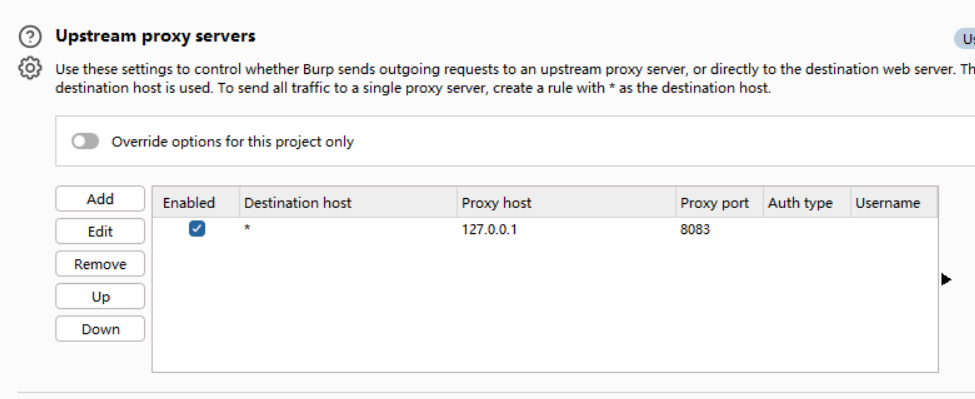 Upstream proxy servers
Use these settings to control whether Burp sends outgoing requests to an upstream proxy server, or directly to the destination web server.
destination host is used. To send all traffic to a single proxy server, create a rule with * as the destination host.
Override options for this project only
Add
Edit
Remove
Up
Down
Enabled Destination host Proxy host Proxy port Auth type Username
* 127.0.0.1 8083